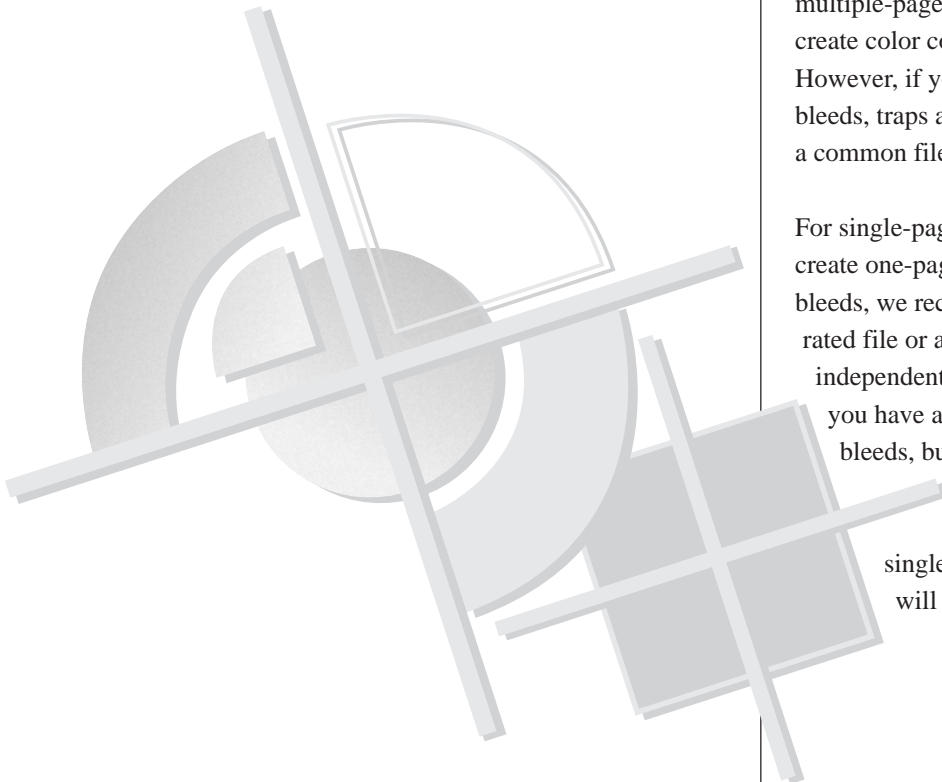 multiple-page
create color co
However, if y
bleeds, traps a
a common file
For single-pag
create one-pag
bleeds, we rec
rated file or a
independent
you have a
bleeds, bu
single
will